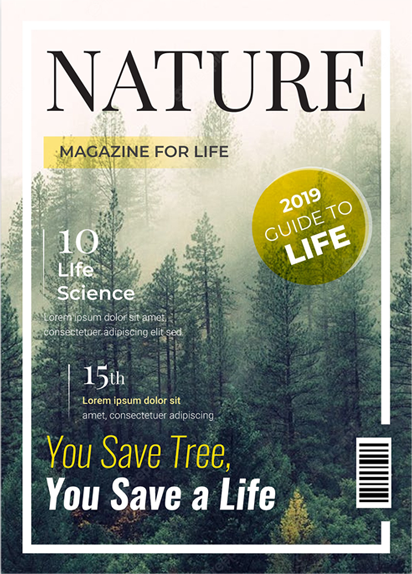 NATURE
MAGAZINE FOR LIFE
2019
GUIDE TO
LIFE
10
Life
Science
Lorem ipsum dolor sit amet,
consectetuer adipiscing elit sed
15th
Lorem ipsum dolor sit
amet, consectetuer adipiscing
You Save Tree,
You Save a Life